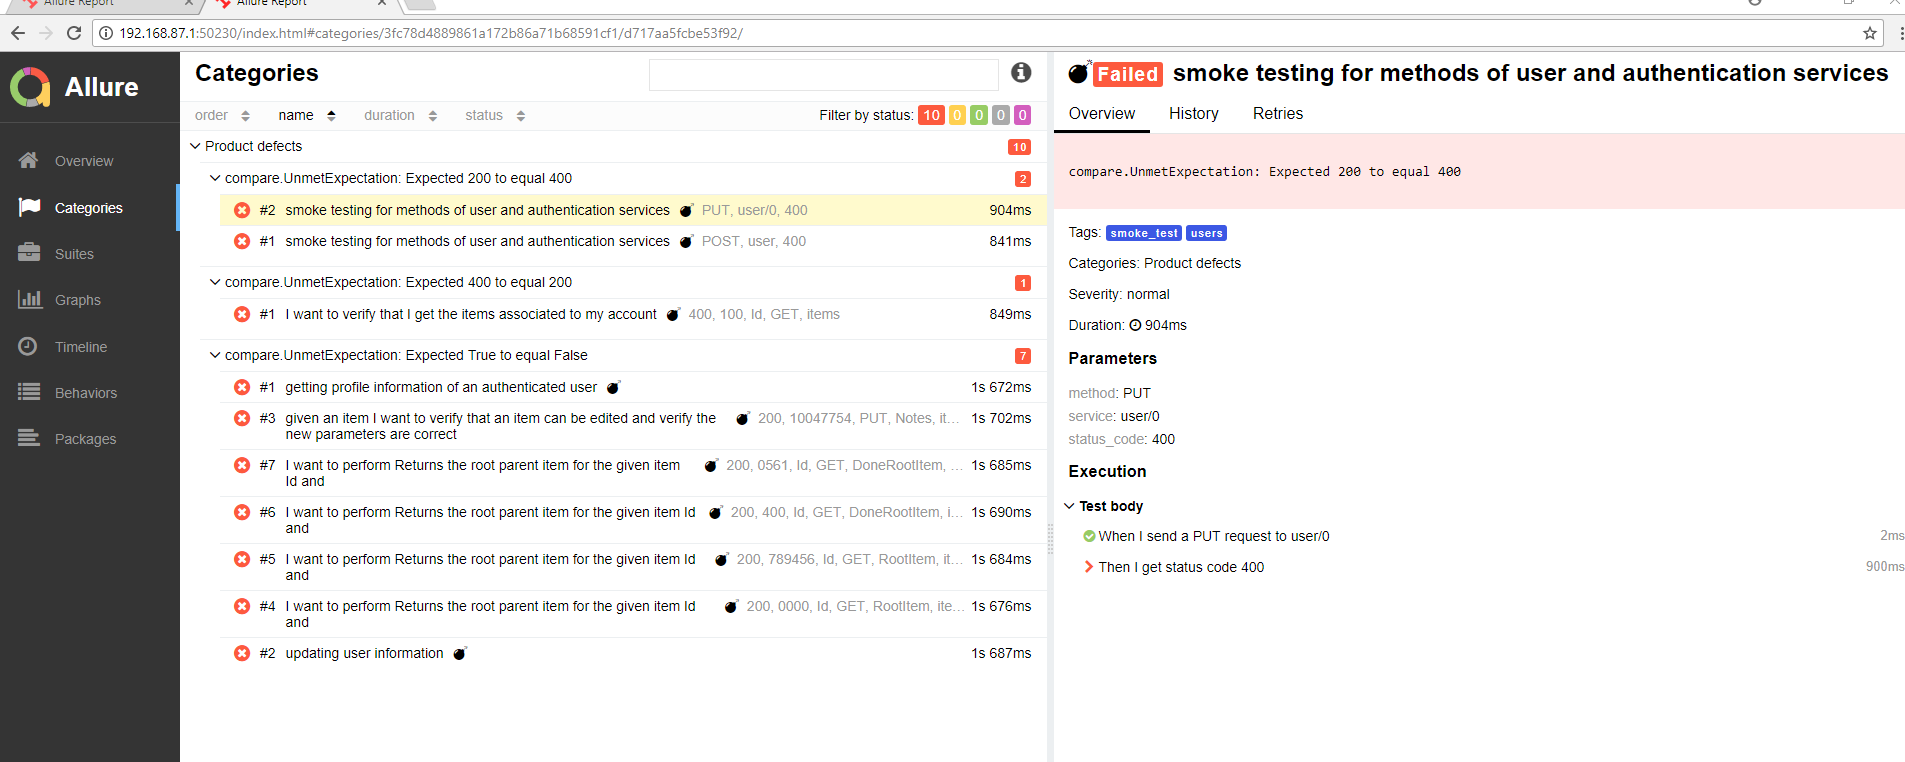 Allure Report
Allure Report
192.168.87.1:50230/index.html#categories/3fc78d4889861a172b86a71b68591cf1/d717aa5fcbe53f92/
Allure
Overview
Categories
Suites
Graphs
Timeline
Behaviors
Packages
Categories
order name duration status Filter by status: 10 0 0 0 0
Product defects 10
compare.UnmetExpectation: Expected 200 to equal 400 2
#2 smoke testing for methods of user and authentication services PUT, user/0, 400 904ms
#1 smoke testing for methods of user and authentication services POST, user, 400 841ms
compare.UnmetExpectation: Expected 400 to equal 200 1
#1 I want to verify that I get the items associated to my account 400, 100, Id, GET, items 849ms
compare.UnmetExpectation: Expected True to equal False 7
#1 getting profile information of an authenticated user 1s 672ms
#3 given an item I want to verify that an item can be edited and verify the 200, 10047754, PUT, Notes, it... 1s 702ms
new parameters are correct
#7 I want to perform Returns the root parent item for the given item 200, 0561, Id, GET, DoneRootItem, ... 1s 685ms
Id and
#6 I want to perform Returns the root parent item for the given item Id 200, 400, Id, GET, DoneRootItem, i... 1s 690ms
and
#5 I want to perform Returns the root parent item for the given item Id 200, 789456, Id, GET, RootItem, it... 1s 684ms
and
#4 I want to perform Returns the root parent item for the given item Id 200, 0000, Id, GET, RootItem, ite... 1s 676ms
and
#2 updating user information 1s 687ms
Failed smoke testing for methods of user and authentication services
Overview History Retries
compare.UnmetExpectation: Expected 200 to equal 400
Tags: smoke_test users
Categories: Product defects
Severity: normal
Duration: 904ms
Parameters
method: PUT
service: user/0
status_code: 400
Execution
Test body
When I send a PUT request to user/0 2ms
Then I get status code 400 900ms